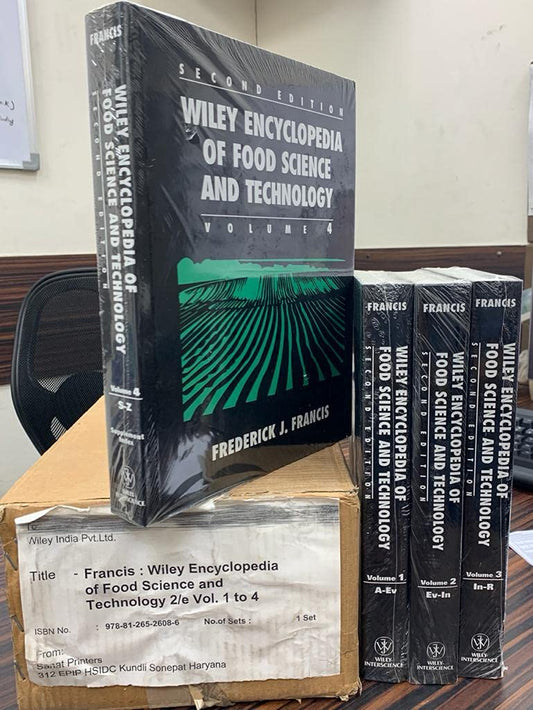 FRANCIS
WILEY ENCYCLOPEDIA OF
FOOD SCIENCE AND TECHNOLOGY
SECOND EDITION
Volume 4
S-Z
Supplement
Index
WILEY-
INTERSCIENCE
SECOND EDITION
WILEY ENCYCLOPEDIA
OF FOOD SCIENCE
AND TECHNOLOGY
VOLUME 4
FREDERICK J. FRANCIS
FRANCIS
WILEY ENCYCLOPEDIA OF
FOOD SCIENCE AND TECHNOLOGY
SECOND EDITION
Volume 1
A-Ev
WILEY-
INTERSCIENCE
FRANCIS
WILEY ENCYCLOPEDIA OF
FOOD SCIENCE AND TECHNOLOGY
SECOND EDITION
Volume 2
Ev-In
WILEY-
INTERSCIENCE
FRANCIS
WILEY ENCYCLOPEDIA OF
FOOD SCIENCE AND TECHNOLOGY
SECOND EDITION
Volume 3
In-R
WILEY-
INTERSCIENCE
To
Wiley India Pvt.Ltd.
Title - Francis : Wiley Encyclopedia
of Food Science and
Technology 2/e Vol. 1 to 4
ISBN No. : 978-81-265-2608-6 No.of Sets : 1 Set
From:
Sanat Printers
312 EPIP HSIDC Kundli Sonepat Haryana